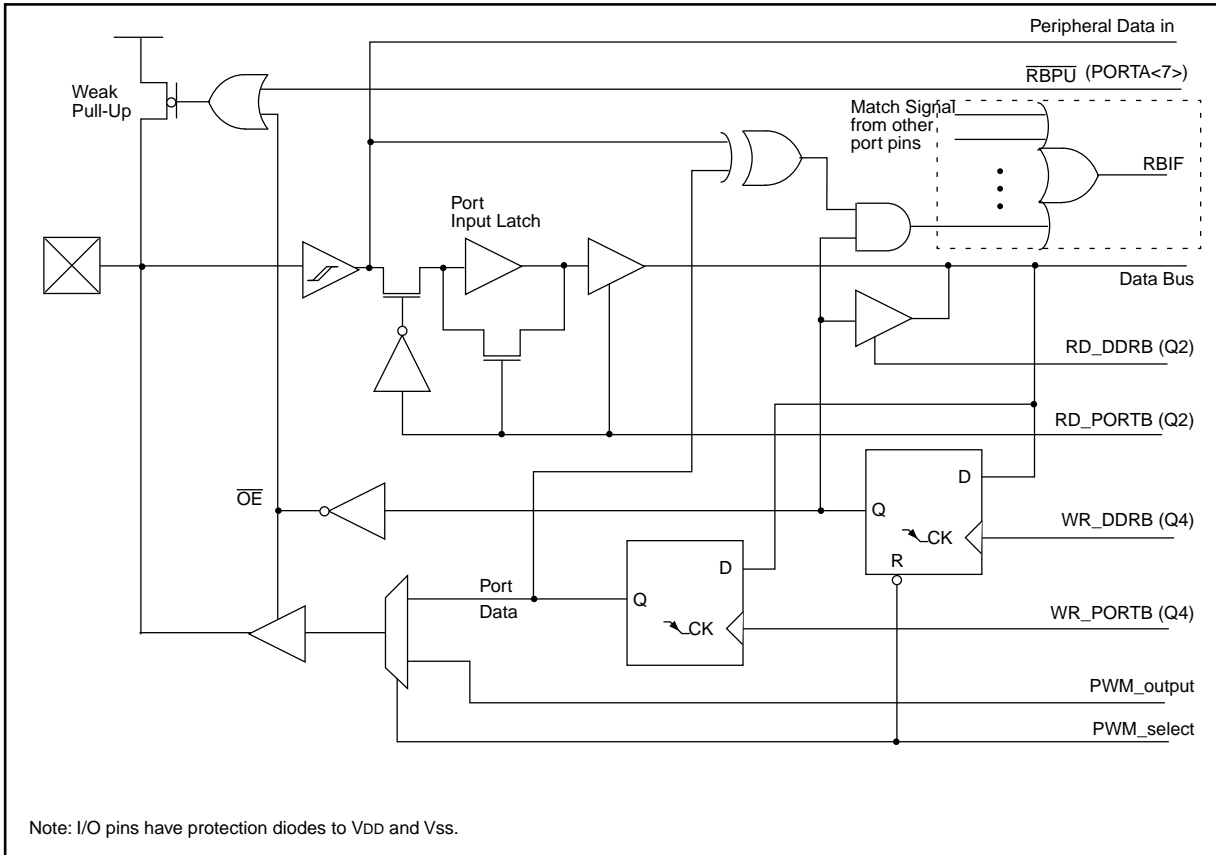 Peripheral Data in
RBPU (PORTA<7>)
Weak
Pull-Up
Match Signal
from other
port pins
RBIF
Port
Input Latch
Data Bus
RD_DDRB (Q2)
RD_PORTB (Q2)
OE
D
Q
CK
R
WR_DDRB (Q4)
Port
Data
D
Q
CK
WR_PORTB (Q4)
PWM_output
PWM_select
Note: I/O pins have protection diodes to VDD and Vss.